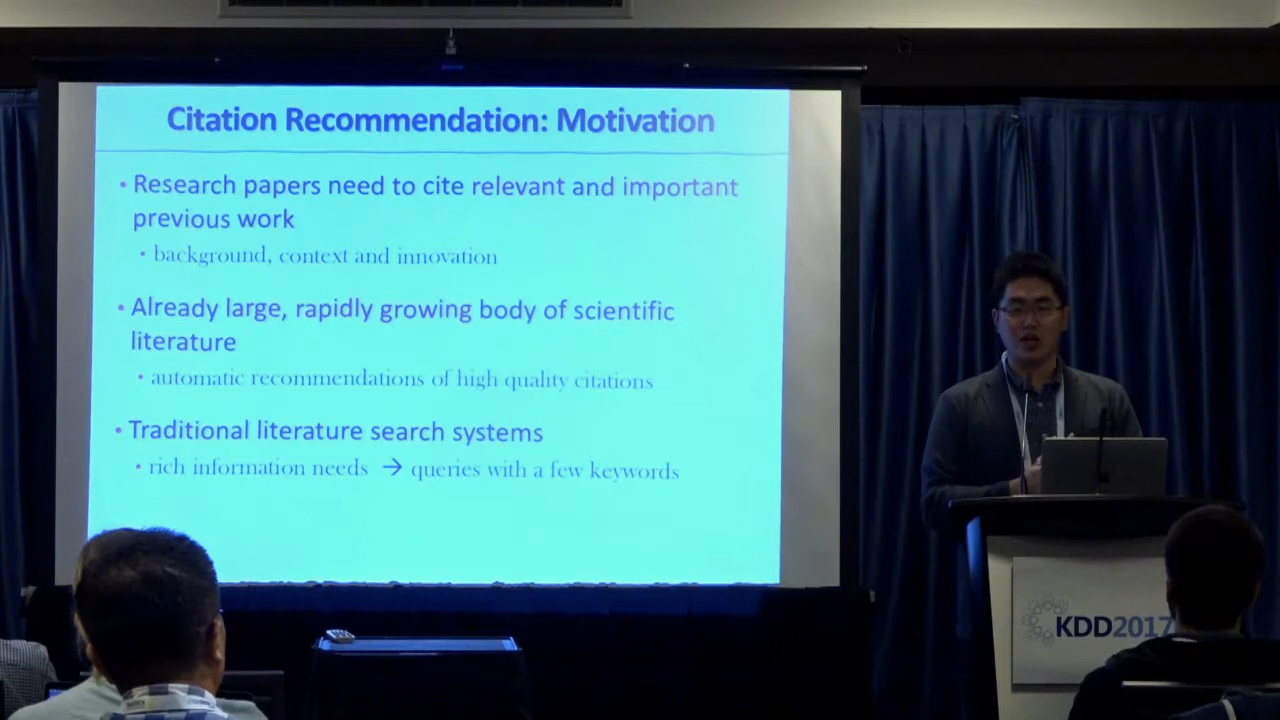 Citation Recommendation: Motivation
• Research papers need to cite relevant and important
previous work
• background, context and innovation
• Already large, rapidly growing body of scientific
literature
• automatic recommendations of high quality citations
• Traditional literature search systems
• rich information needs → queries with a few keywords
KDD2017